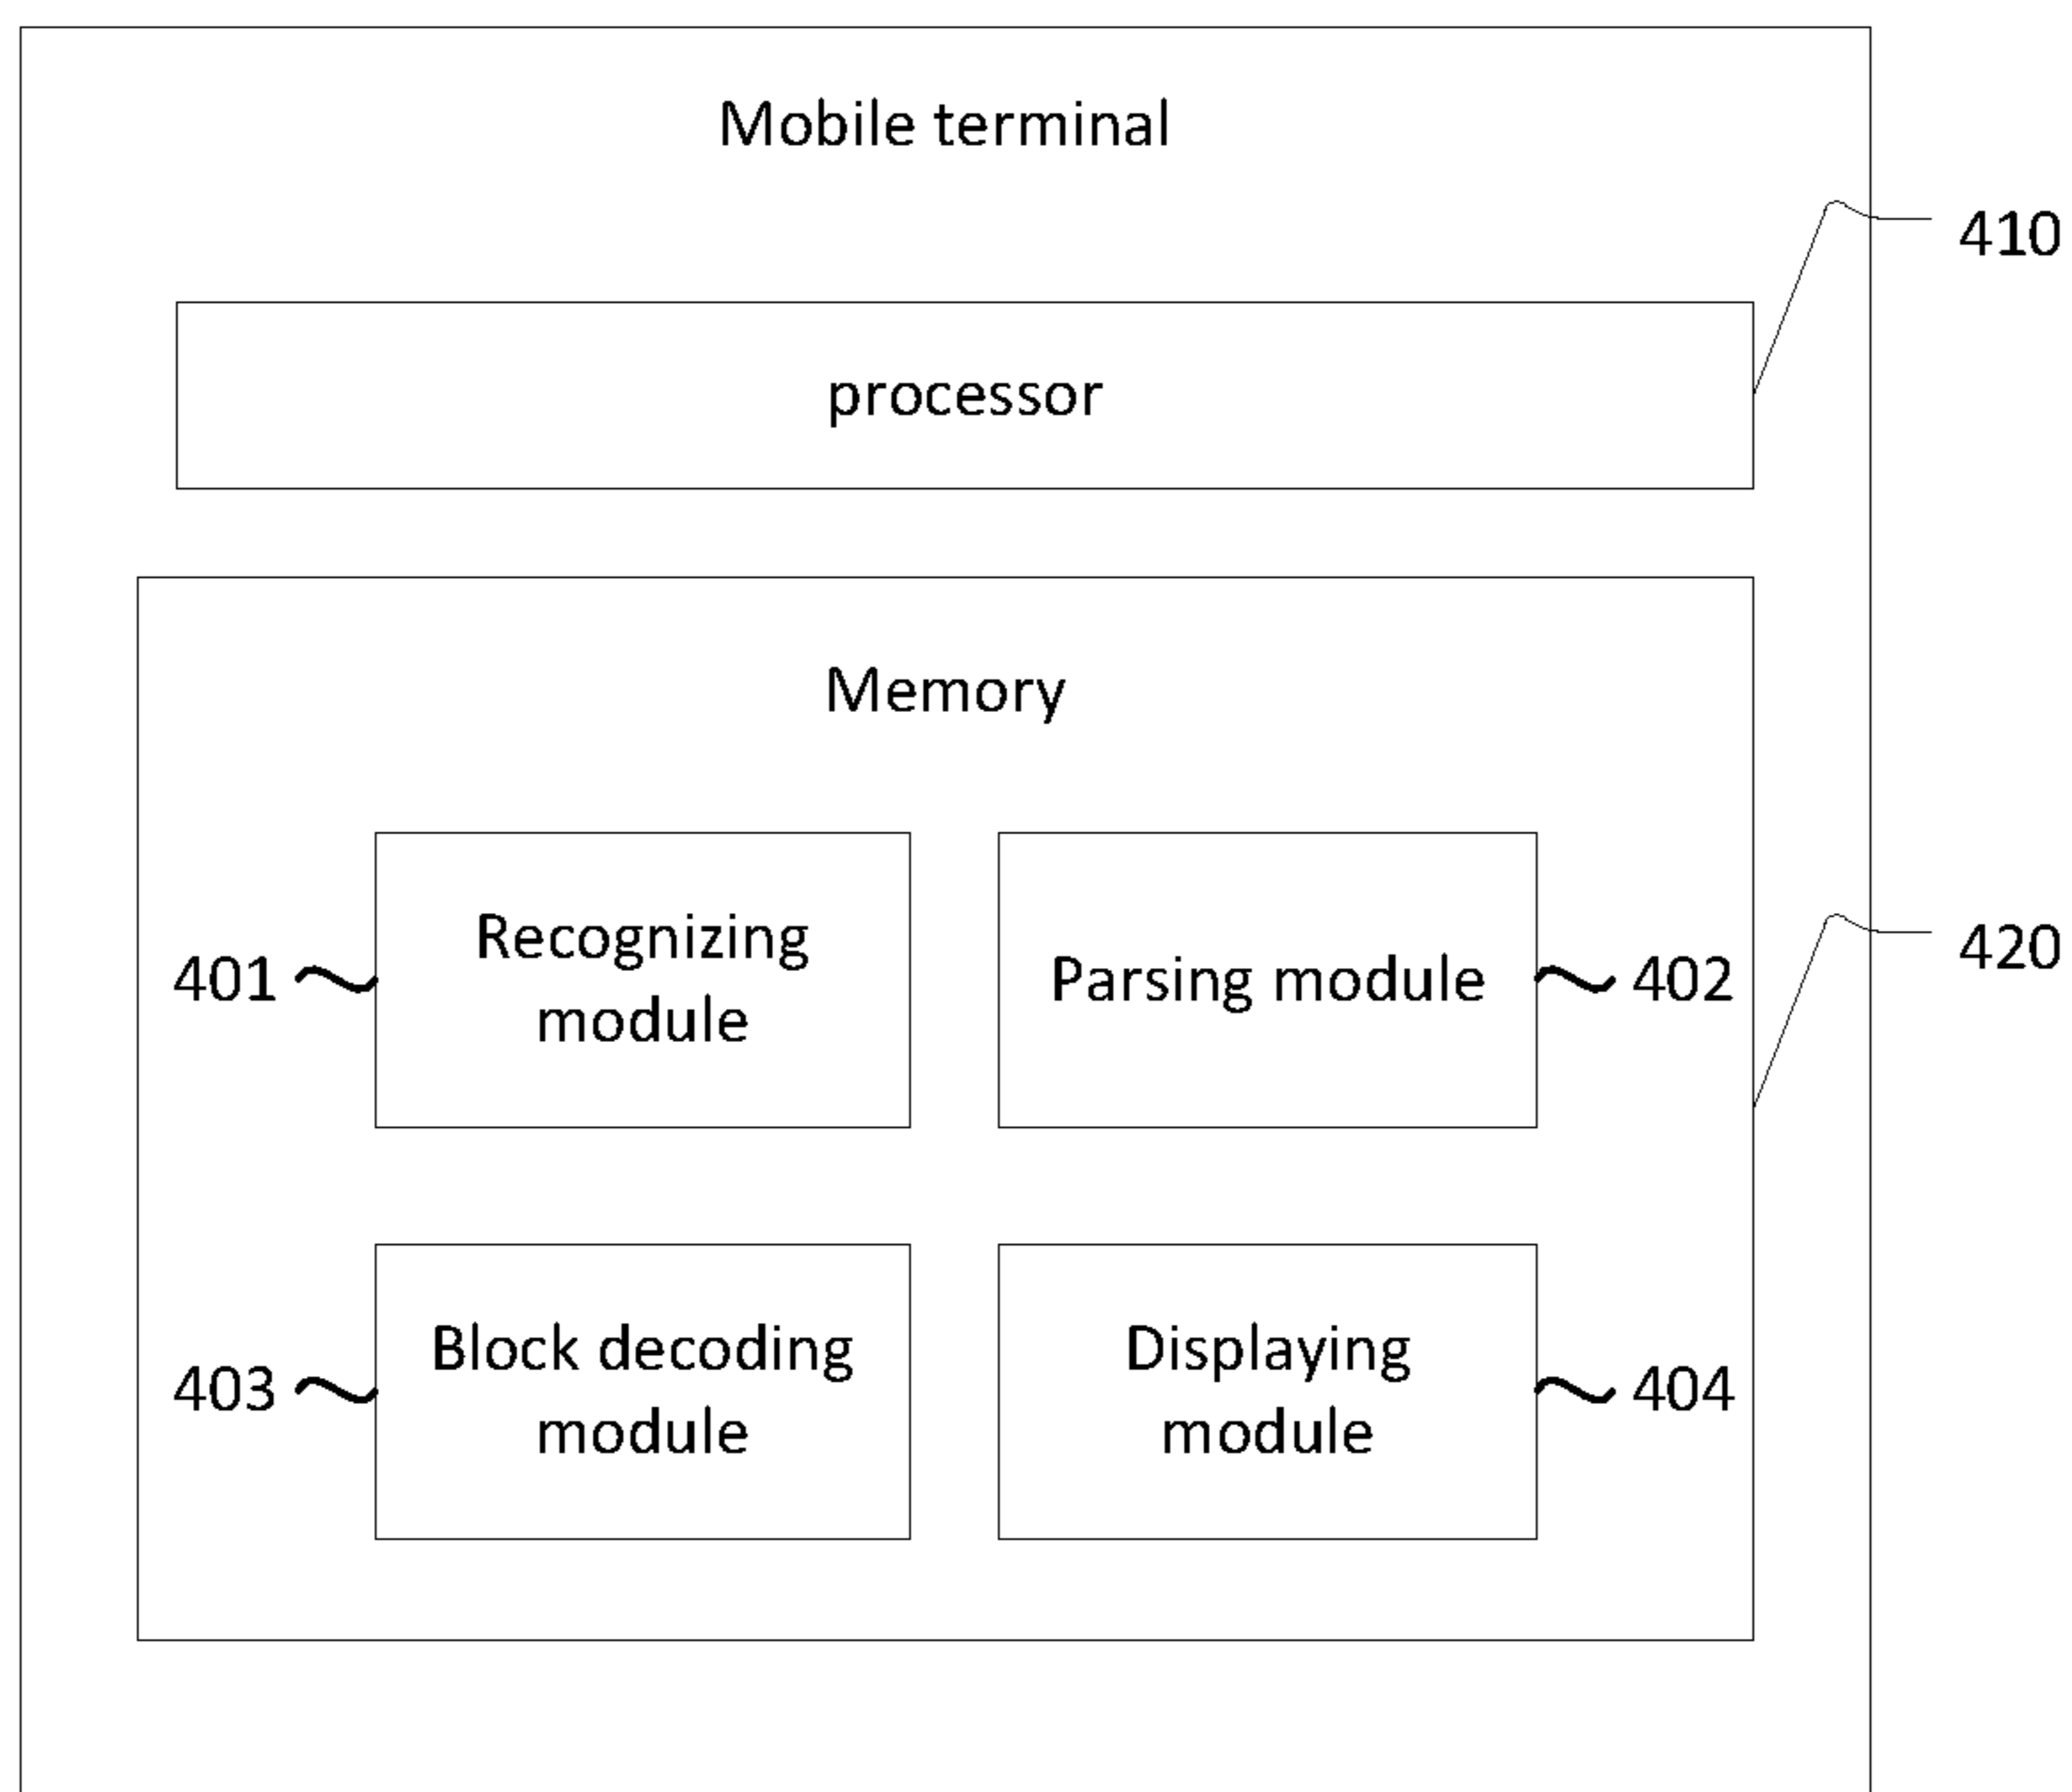 Mobile terminal
410
processor
Memory
420
401
Recognizing
module
Parsing module
402
403
Block decoding
module
Displaying
module
404